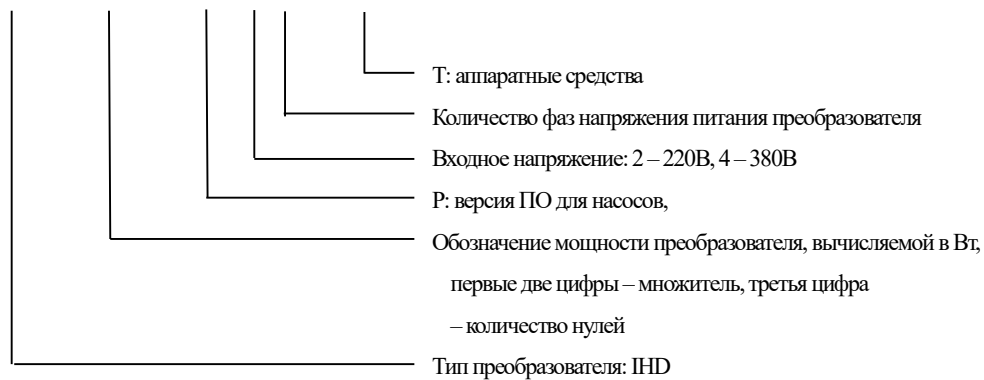 Т: аппаратные средства
Количество фаз напряжения питания преобразователя
Входное напряжение: 2 – 220В, 4 – 380В
Р: версия ПО для насосов,
Обозначение мощности преобразователя, вычисляемой в Вт,
первые две цифры – множитель, третья цифра
– количество нулей
Тип преобразователя: IHD